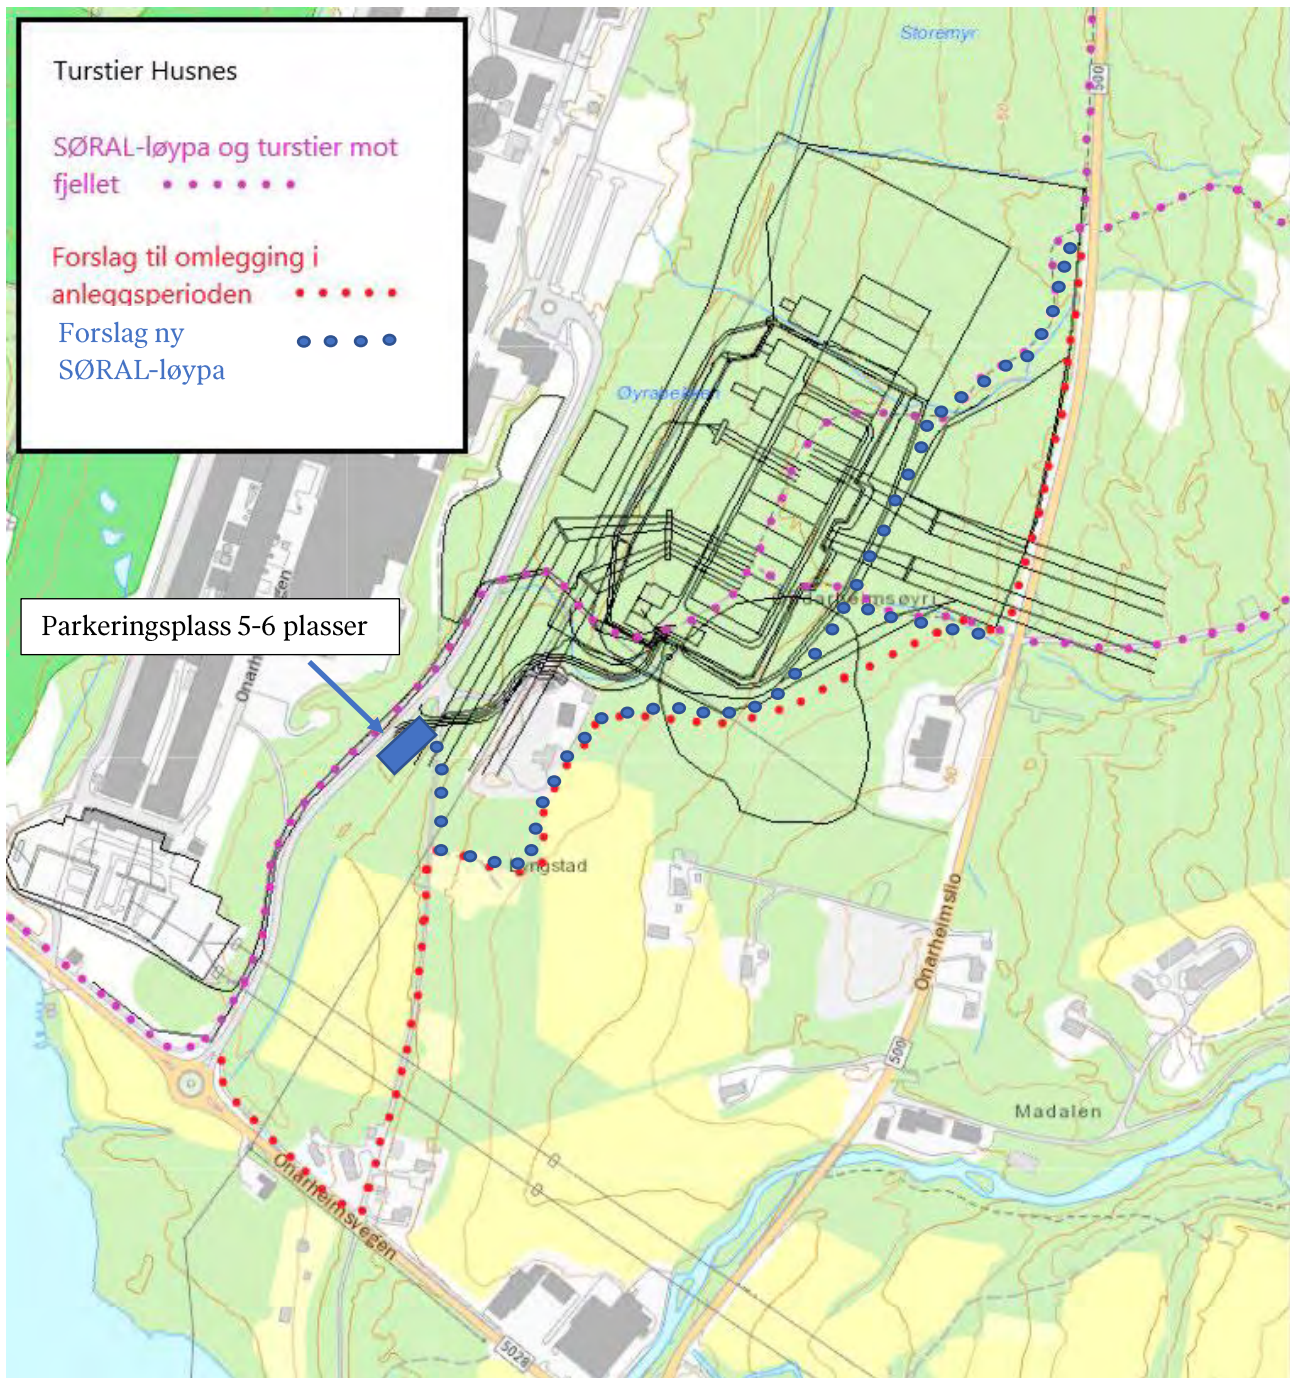 Turstier Husnes
SØRAL-løypa og turstier mot
fjellet
Forslag til omlegging i
anleggsperioden
Forslag ny
SØRAL-løypa
Storemyr
500
Parkeringsplass 5-6 plasser
Lyngstad
Onarheimslio
500
Madalen
Onarheimsvegen
5028